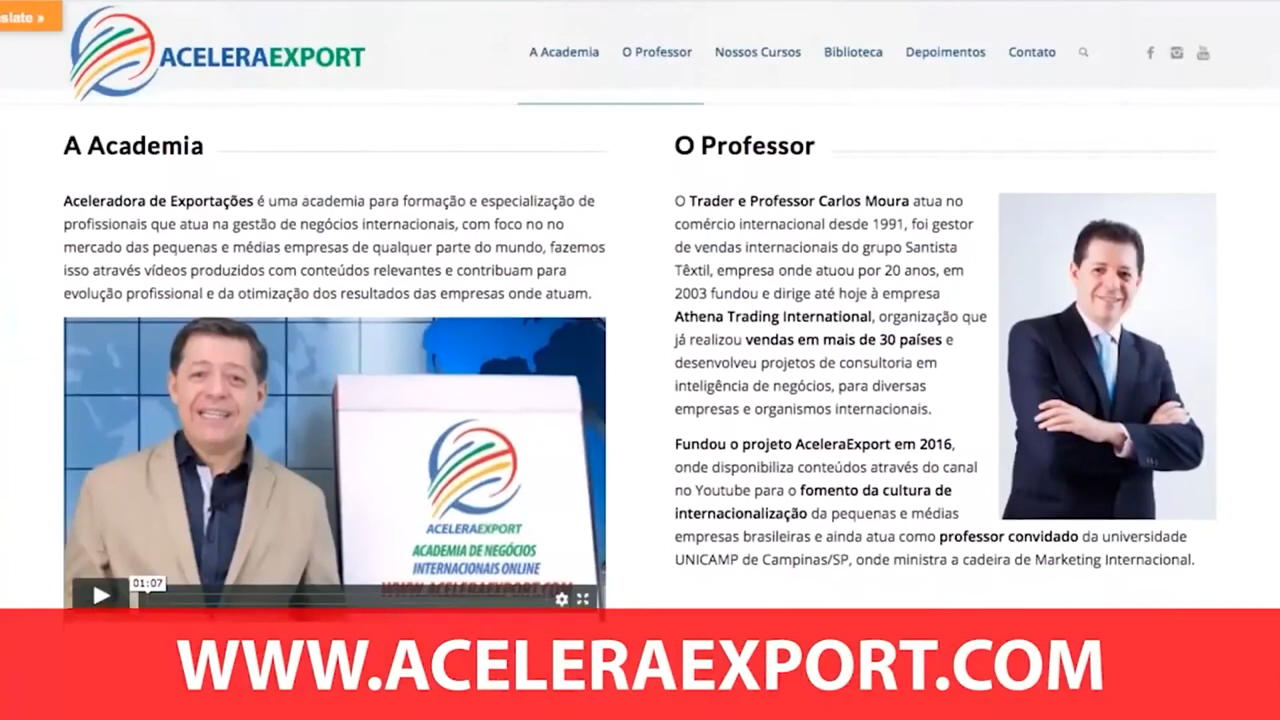 slate »
ACELERAEXPORT
A Academia O Professor Nossos Cursos Biblioteca Depoimentos Contato
A Academia
Aceleradora de Exportações é uma academia para formação e especialização de
profissionais que atua na gestão de negócios internacionais, com foco no no
mercado das pequenas e médias empresas de qualquer parte do mundo, fazemos
isso através vídeos produzidos com conteúdos relevantes e contribuam para
evolução profissional e da otimização dos resultados das empresas onde atuam.
ACELERAEXPORT
ACADEMIA DE NEGÓCIOS
INTERNACIONAIS ONLINE
WWW.ACELERAEXPORT.COM
01:07
O Professor
O Trader e Professor Carlos Moura atua no
comércio internacional desde 1991, foi gestor
de vendas internacionais do grupo Santista
Têxtil, empresa onde atuou por 20 anos, em
2003 fundou e dirige até hoje à empresa
Athena Trading International, organização que
já realizou vendas em mais de 30 países e
desenvolveu projetos de consultoria em
inteligência de negócios, para diversas
empresas e organismos internacionais.
Fundou o projeto AceleraExport em 2016,
onde disponibiliza conteúdos através do canal
no Youtube para o fomento da cultura de
internacionalização da pequenas e médias
empresas brasileiras e ainda atua como professor convidado da universidade
UNICAMP de Campinas/SP, onde ministra a cadeira de Marketing Internacional.
WWW.ACELERAEXPORT.COM